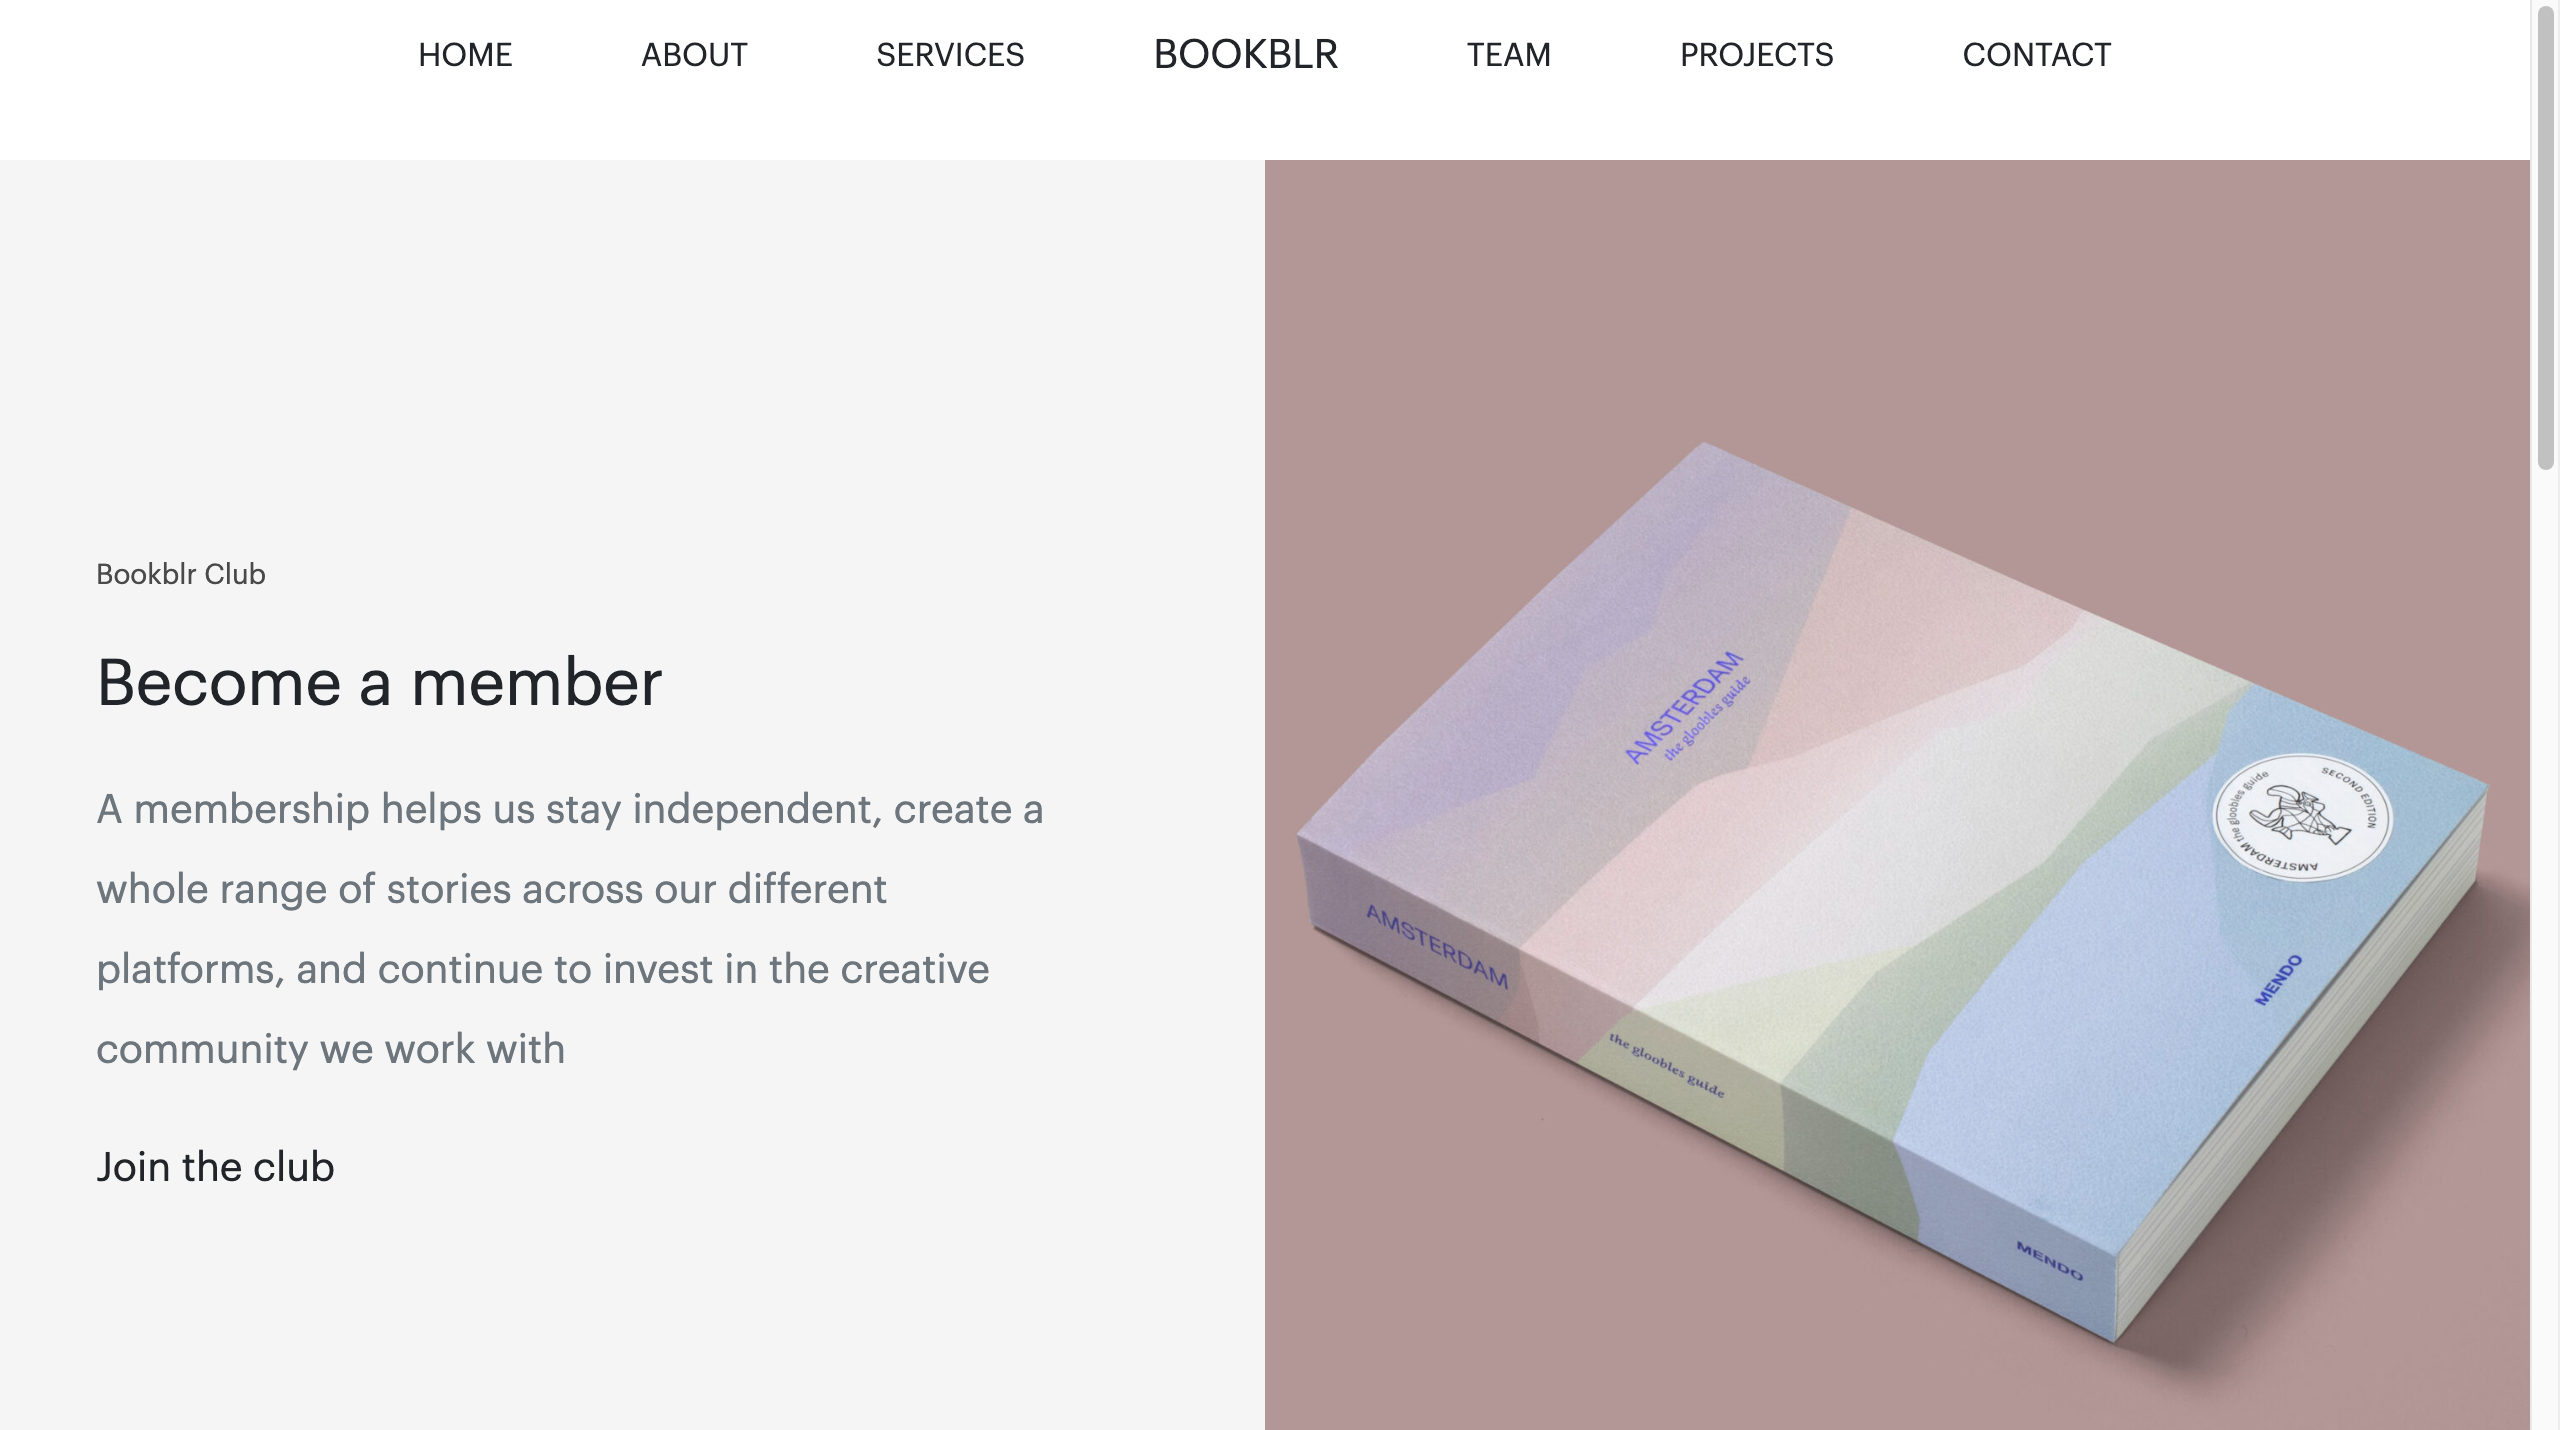 HOME
ABOUT
SERVICES
BOOKBLR
TEAM
PROJECTS
CONTACT
Bookblr Club
Become a member
A membership helps us stay independent, create a
whole range of stories across our different
platforms, and continue to invest in the creative
community we work with
Join the club
AMSTERDAM
the gloobles guide
AMSTERDAM the gloobles guide
SECOND EDITION
MENDO
AMSTERDAM
the gloobles guide
MENDO